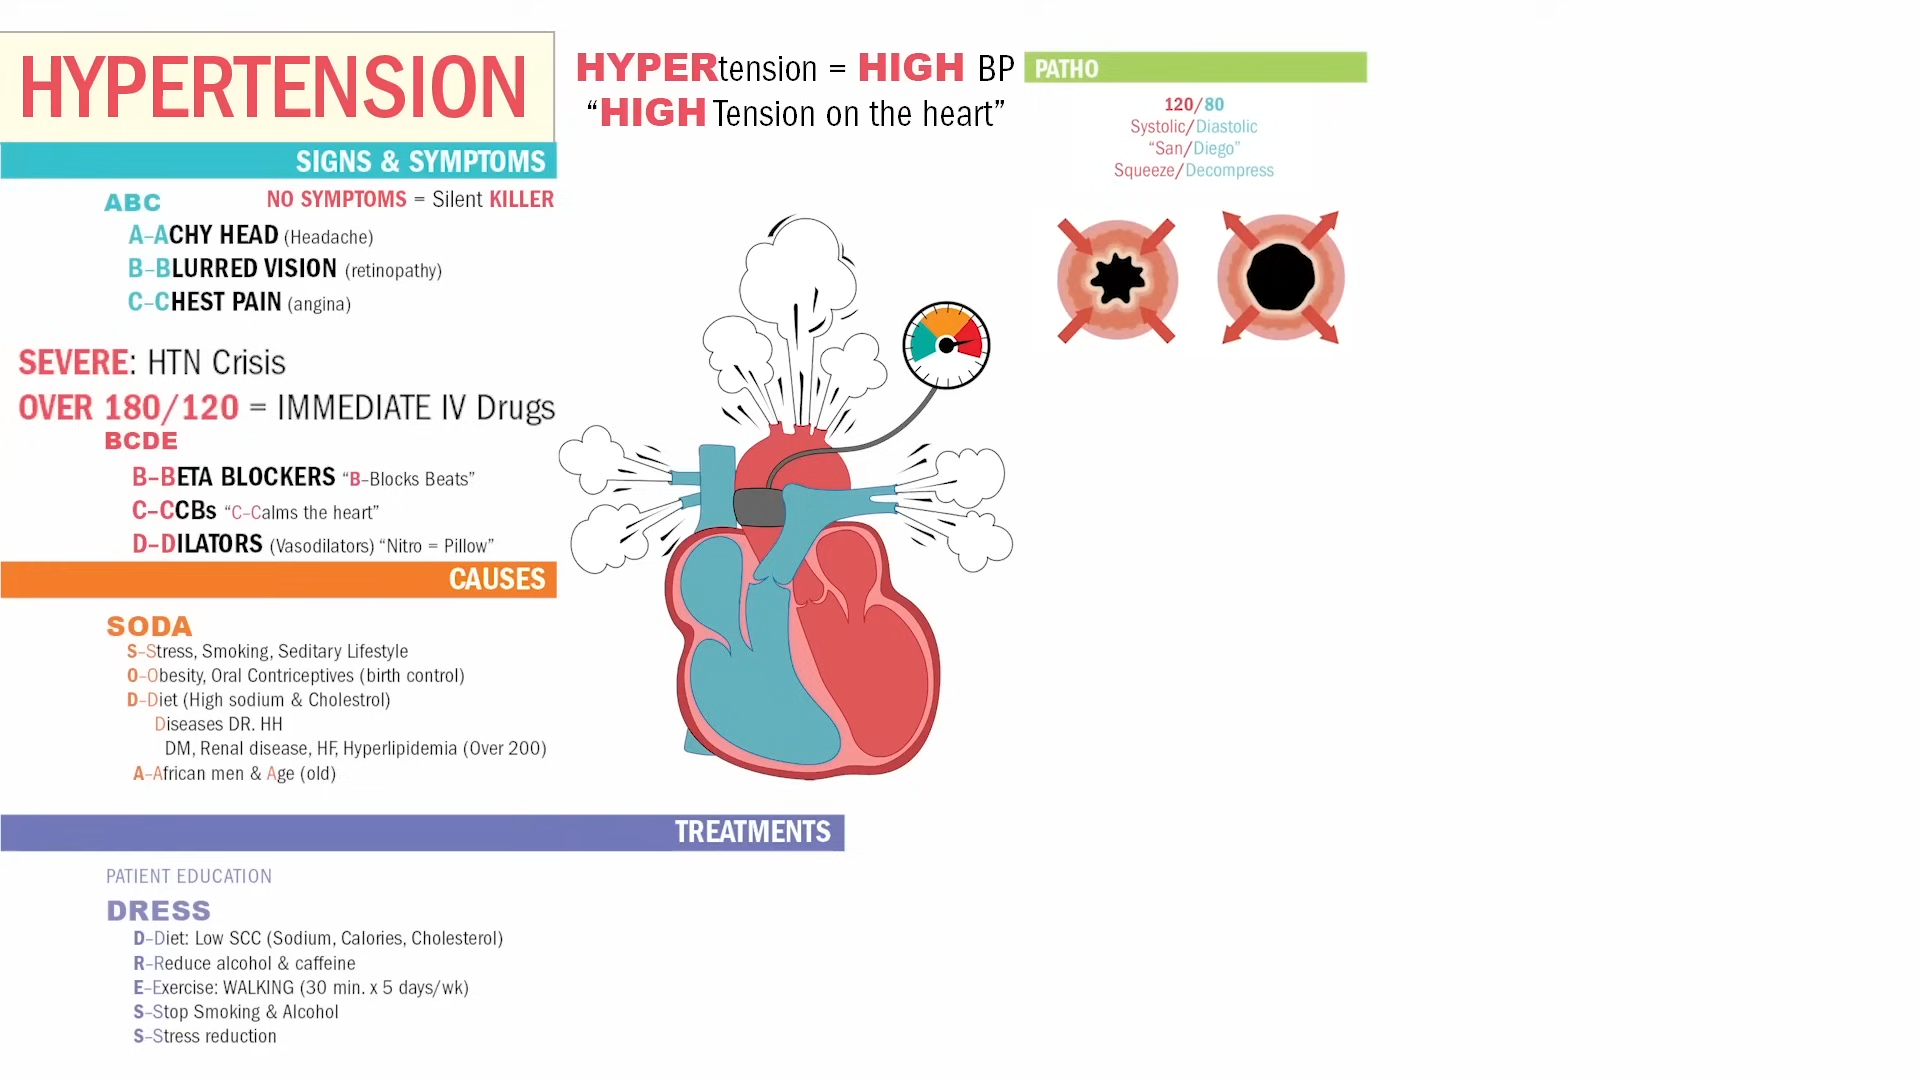 HYPERTENSION
SIGNS & SYMPTOMS
NO SYMPTOMS = Silent KILLER
ABC
A–ACHY HEAD (Headache)
B–BLURRED VISION (retinopathy)
C–CHEST PAIN (angina)
SEVERE: HTN Crisis
OVER 180/120 = IMMEDIATE IV Drugs
BCDE
B–BETA BLOCKERS “B–Blocks Beats”
C–CCBs “C–Calms the heart”
D–DILATORS (Vasodilators) “Nitro = Pillow”
CAUSES
SODA
S–Stress, Smoking, Seditary Lifestyle
O–Obesity, Oral Contriceptives (birth control)
D–Diet (High sodium & Cholestrol)
Diseases DR. HH
DM, Renal disease, HF, Hyperlipidemia (Over 200)
A–African men & Age (old)
TREATMENTS
PATIENT EDUCATION
DRESS
D–Diet: Low SCC (Sodium, Calories, Cholesterol)
R–Reduce alcohol & caffeine
E–Exercise: WALKING (30 min. x 5 days/wk)
S–Stop Smoking & Alcohol
S–Stress reduction
HYPERtension = HIGH BP
“HIGH Tension on the heart”
PATHO
120/80
Systolic/Diastolic
“San/Diego”
Squeeze/Decompress